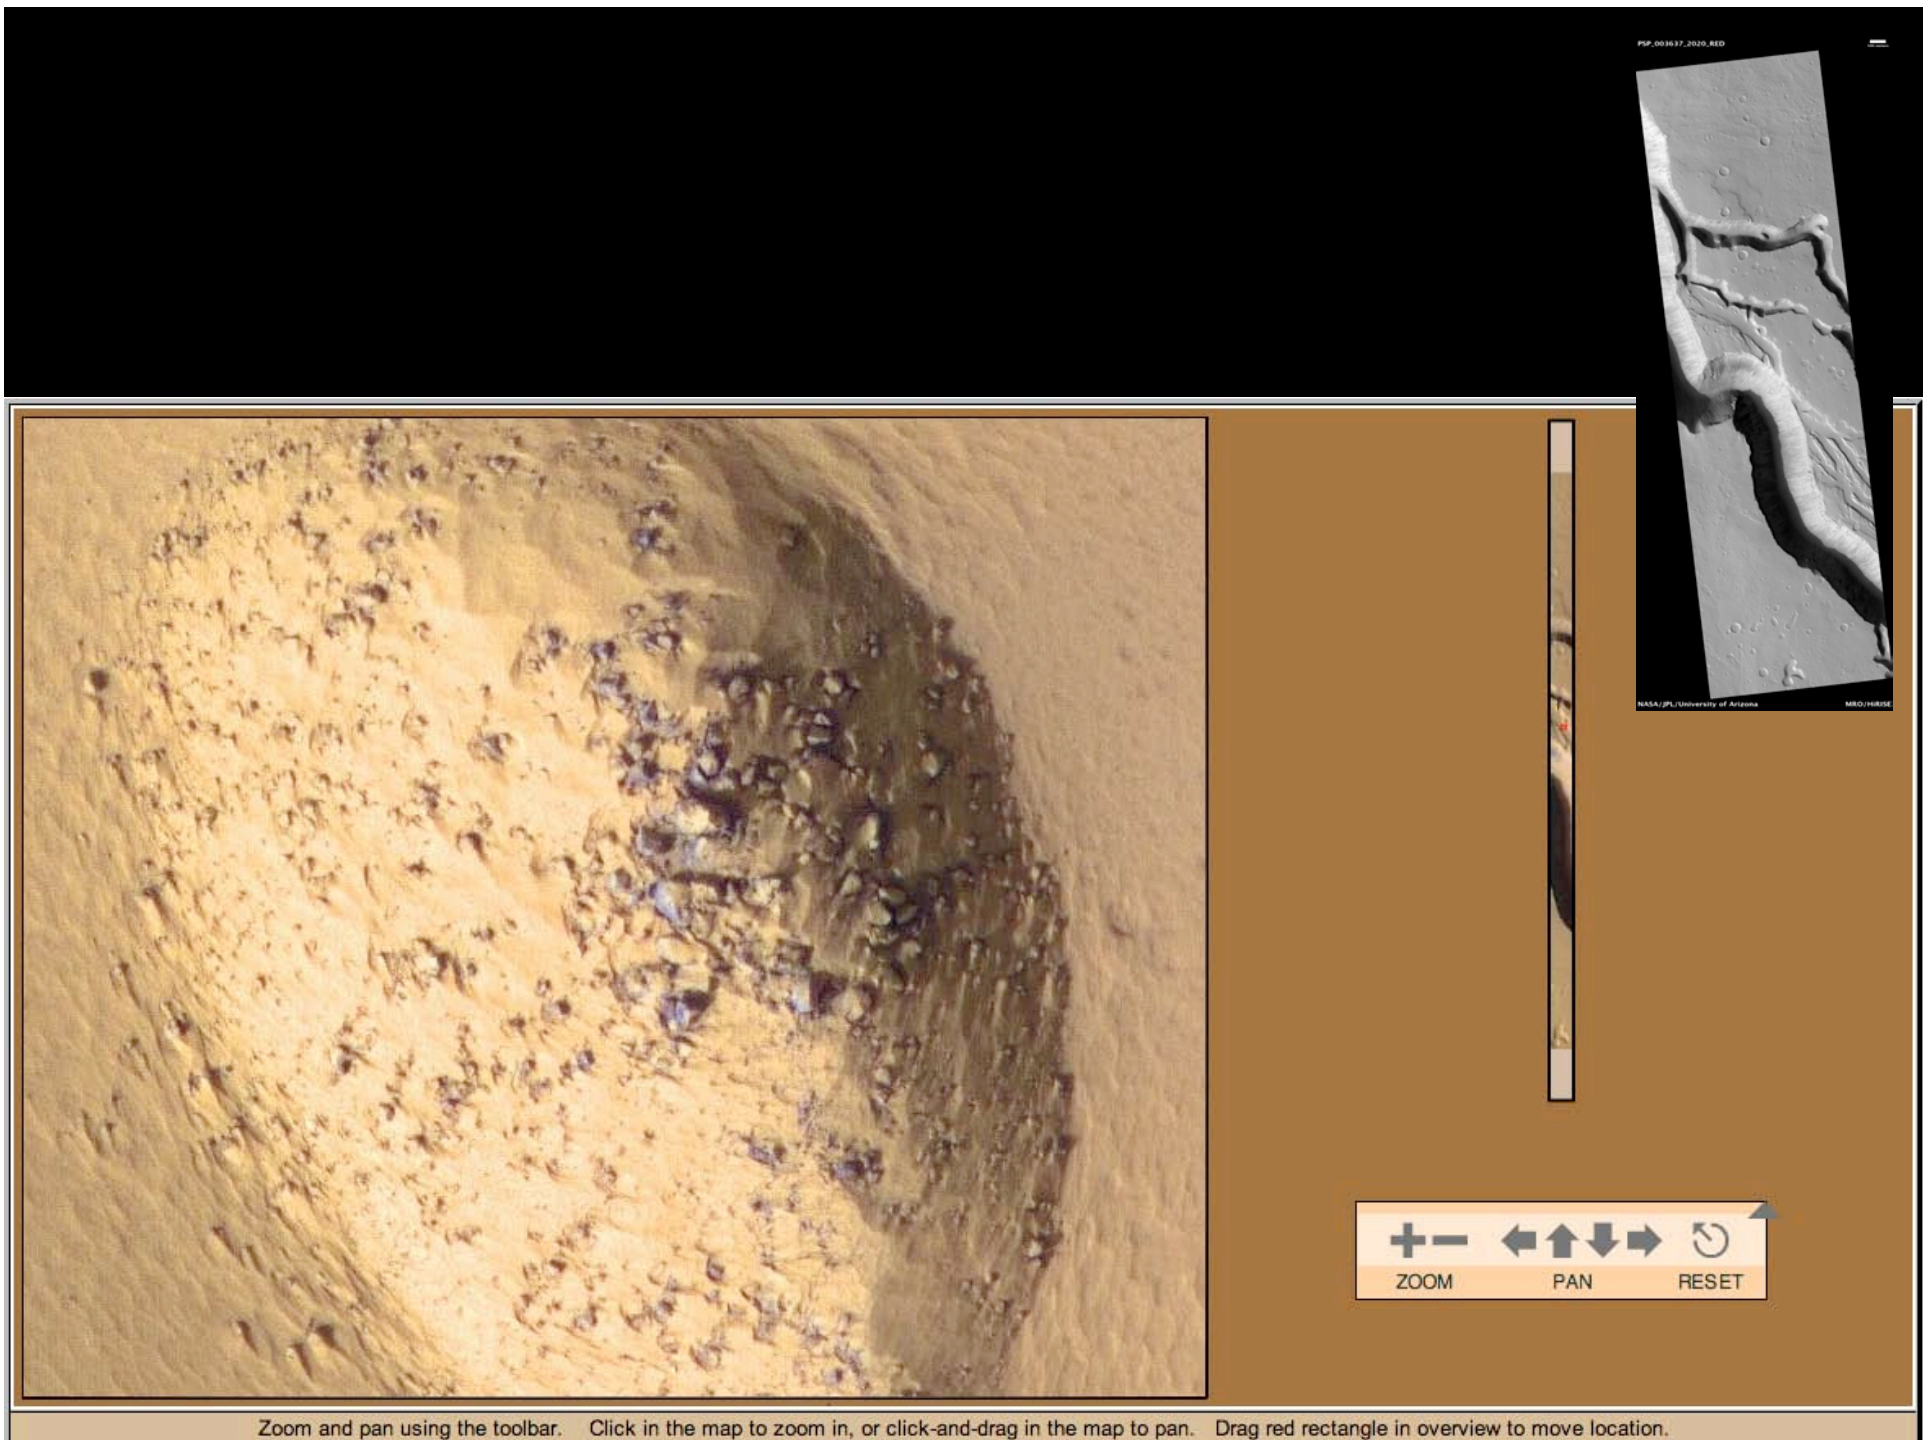 PSP_003637_2020_RED
NASA/JPL/University of Arizona
MRO/HiRISE
ZOOM
PAN
RESET
Zoom and pan using the toolbar. Click in the map to zoom in, or click-and-drag in the map to pan. Drag red rectangle in overview to move location.